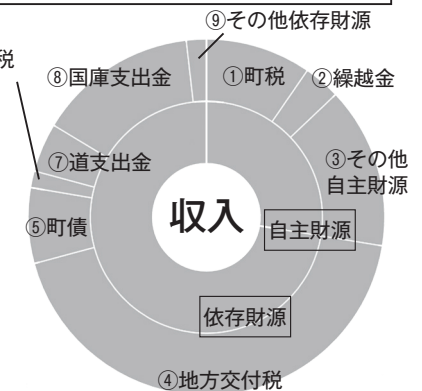 ⑨その他依存財源
税
⑧国庫支出金
①町税
②繰越金
③その他
自主財源
⑦道支出金
⑤町債
収入
自主財源
依存財源
④地方交付税